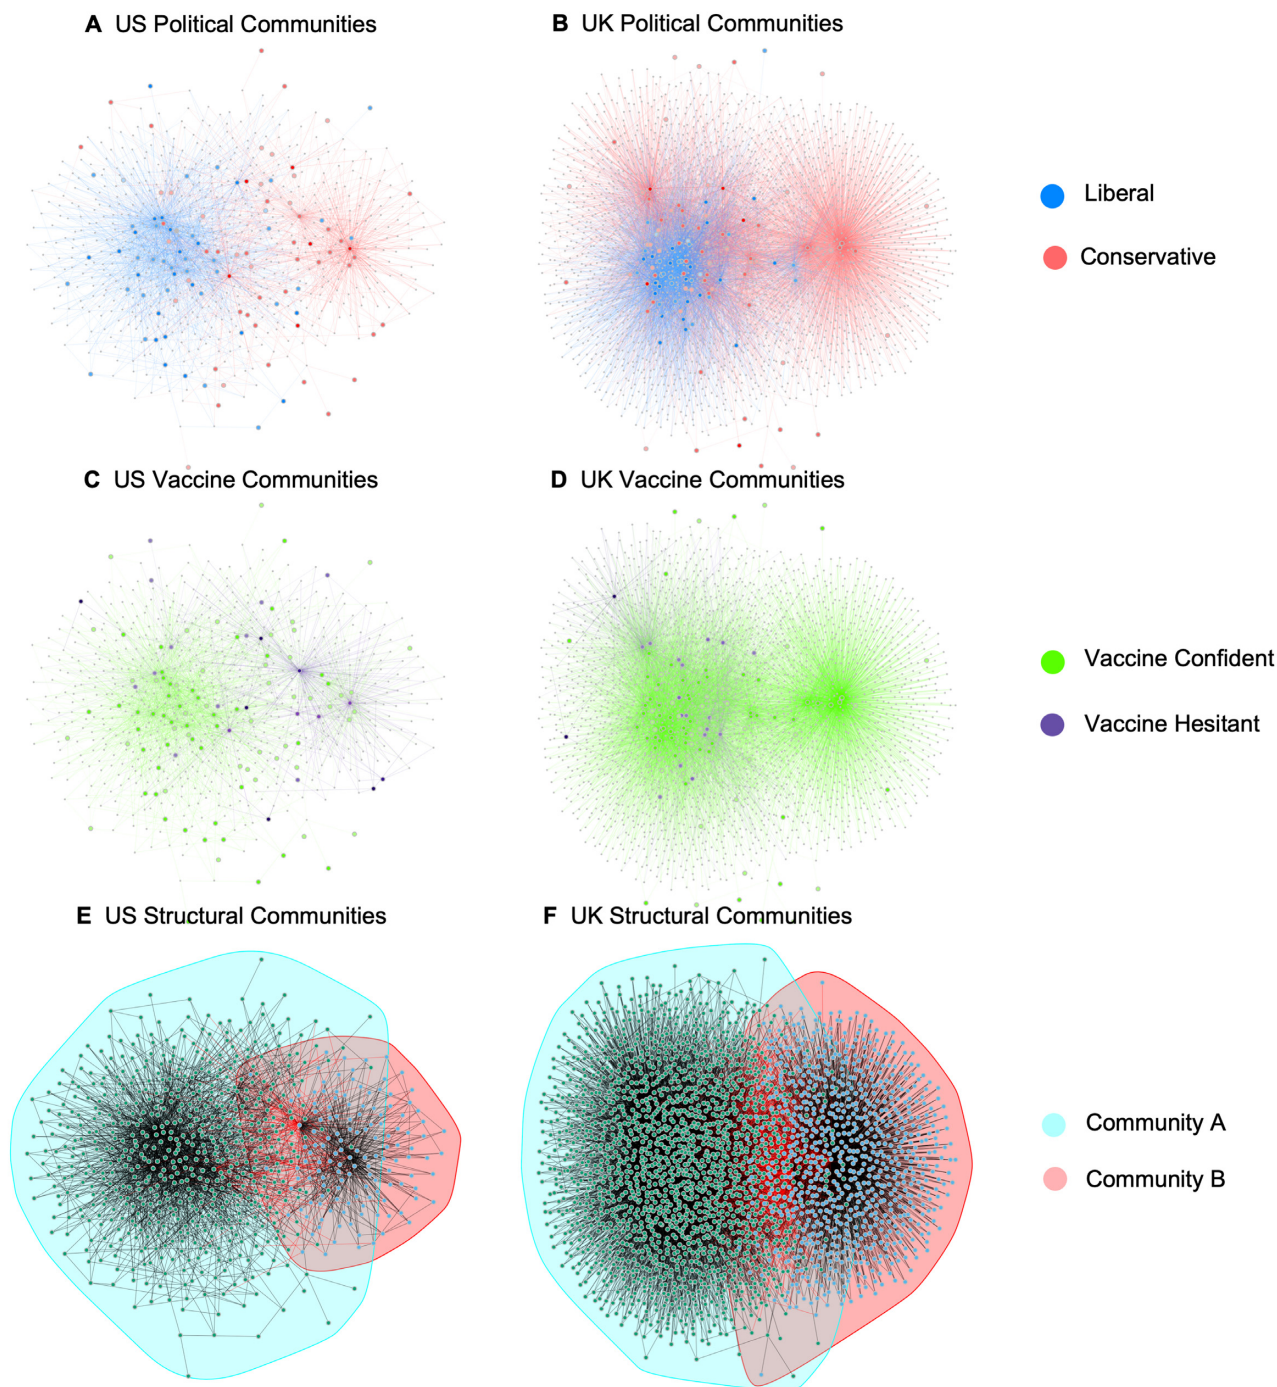 A US Political Communities
B UK Political Communities
Liberal
Conservative
C US Vaccine Communities
D UK Vaccine Communities
Vaccine Confident
Vaccine Hesitant
E US Structural Communities
F UK Structural Communities
Community A
Community B